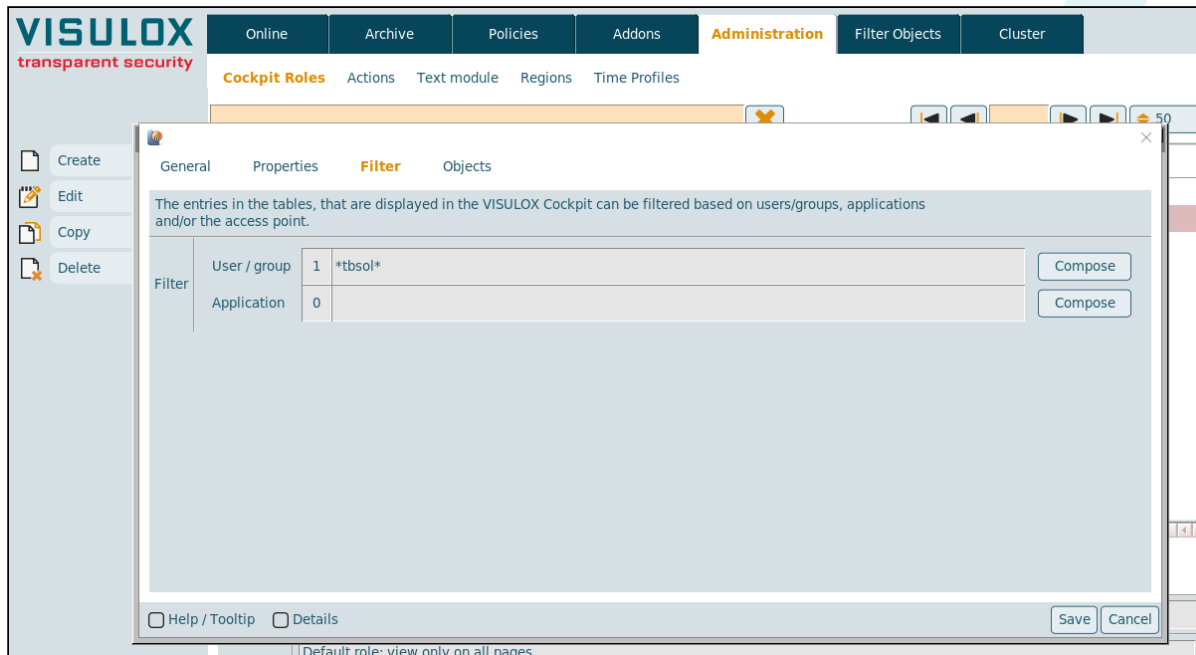 VISULOX
transparent security
Online Archive Policies Addons Administration Filter Objects Cluster
Cockpit Roles Actions Text module Regions Time Profiles
50
Create
Edit
Copy
Delete
General Properties Filter Objects
The entries in the tables, that are displayed in the VISULOX Cockpit can be filtered based on users/groups, applications
and/or the access point.
Filter
User / group 1 *tbsol* Compose
Application 0 Compose
Help / Tooltip Details Save Cancel
Default role: view only on all pages